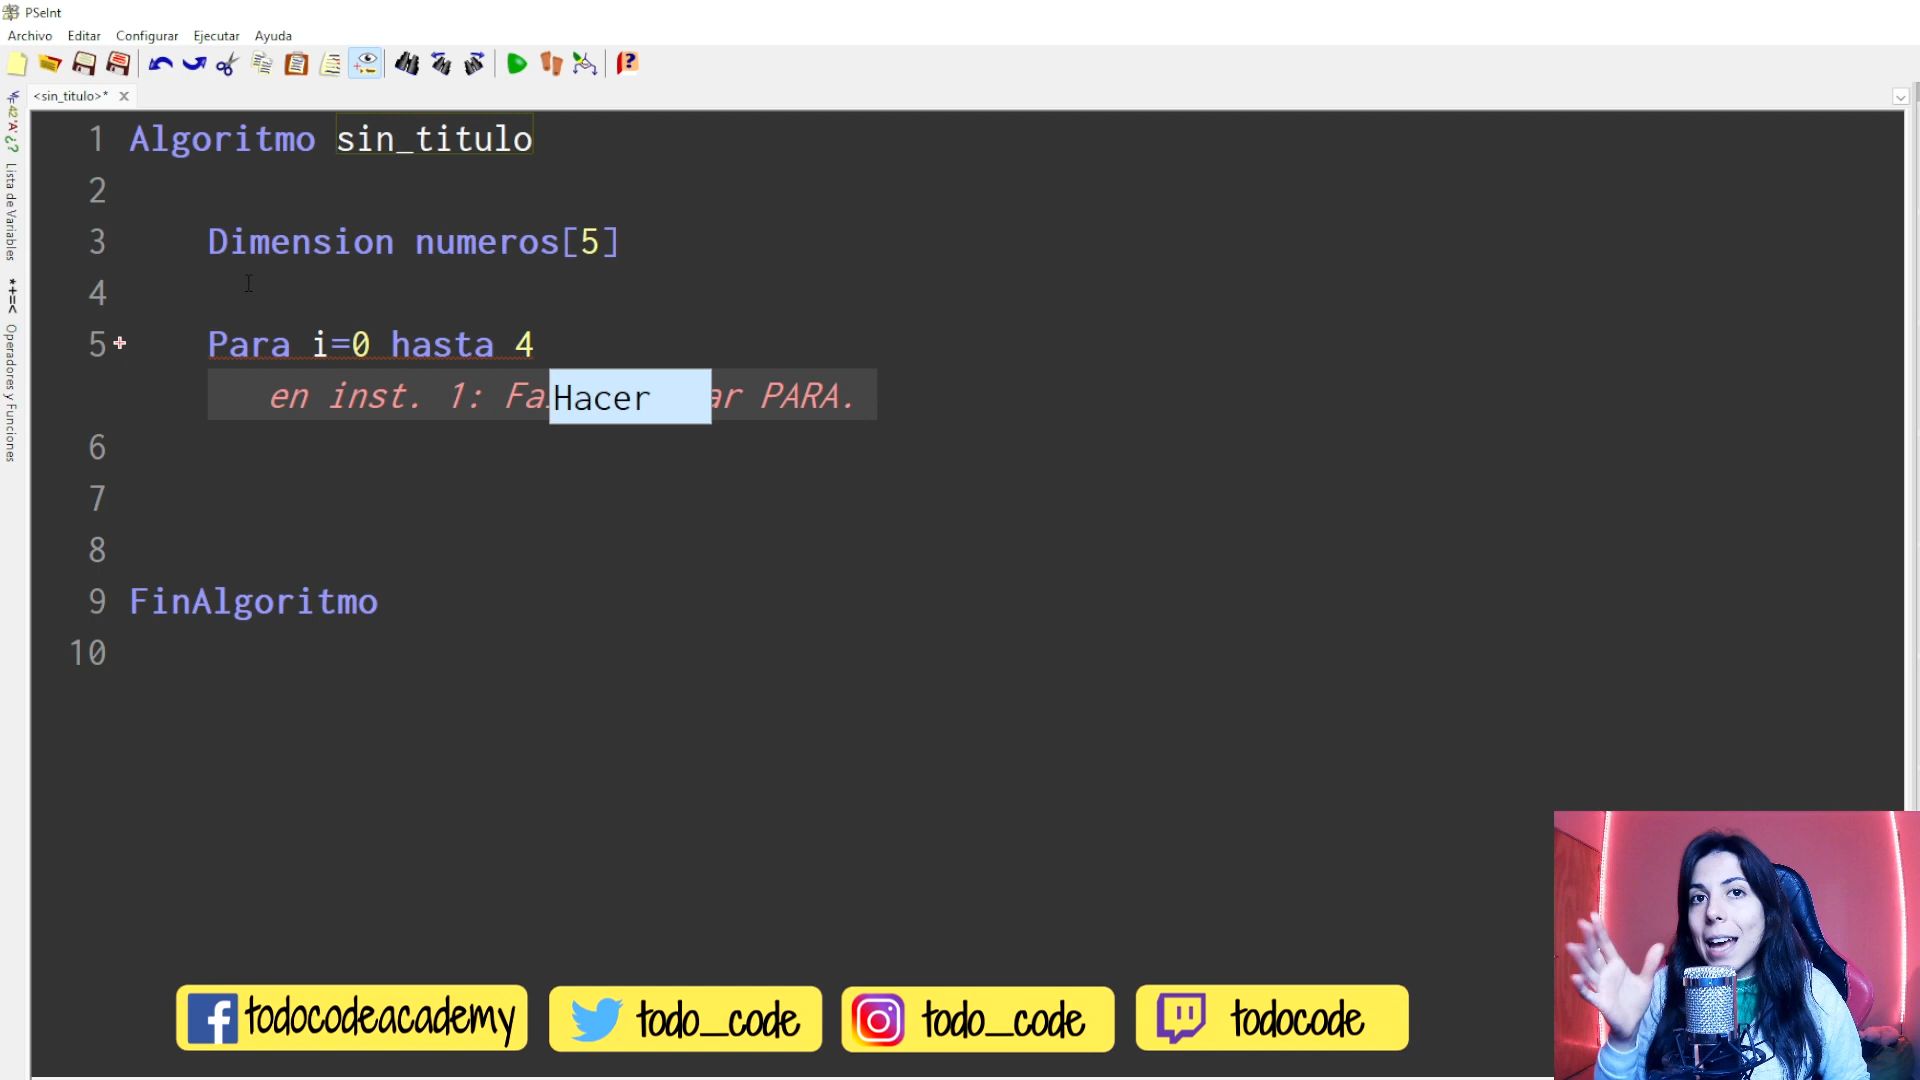 PSeInt
Archivo Editar Configurar Ejecutar Ayuda
<sin_titulo>*
Lista de Variables
Operadores y Funciones
1 Algoritmo sin_titulo
2
3 Dimension numeros[5]
4
5 Para i=0 hasta 4
en inst. 1: Fa Hacer ar PARA.
6
7
8
9 FinAlgoritmo
10
todocodeacademy
todo_code
todo_code
todocode